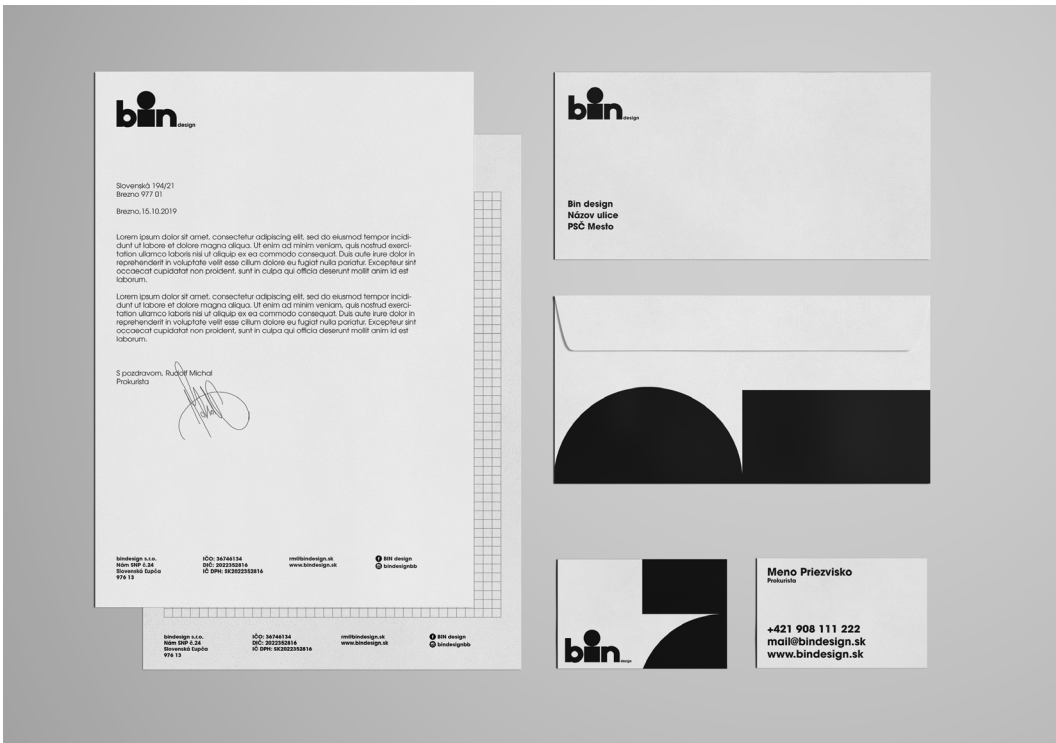 bin design
Slovenská 194/21
Brezno 977 01
Brezno, 15.10.2019
Lorem ipsum dolor sit amet, consectetur adipiscing elit, sed do eiusmod tempor incidi-
dunt ut labore et dolore magna aliqua. Ut enim ad minim veniam, quis nostrud exerci-
tation ullamco laboris nisi ut aliquip ex ea commodo consequat. Duis aute irure dolor in
reprehenderit in voluptate velit esse cillum dolore eu fugiat nulla pariatur. Excepteur sint
occaecat cupidatat non proident, sunt in culpa qui officia deserunt mollit anim id est
laborum.
Lorem ipsum dolor sit amet, consectetur adipiscing elit, sed do eiusmod tempor incidi-
dunt ut labore et dolore magna aliqua. Ut enim ad minim veniam, quis nostrud exerci-
tation ullamco laboris nisi ut aliquip ex ea commodo consequat. Duis aute irure dolor in
reprehenderit in voluptate velit esse cillum dolore eu fugiat nulla pariatur. Excepteur sint
occaecat cupidatat non proident, sunt in culpa qui officia deserunt mollit anim id est
laborum.
S pozdravom, Rudolf Michal
Prokurista
bindesign s.r.o.
Nám SNP č.24
Slovenská Ľupča
976 13
IČO: 36746134
DIČ: 2022352816
IČ DPH: SK2022352816
rm@bindesign.sk
www.bindesign.sk
BIN design
bindesignbb
bindesign s.r.o.
Nám SNP č.24
Slovenská Ľupča
976 13
IČO: 36746134
DIČ: 2022352816
IČ DPH: SK2022352816
rm@bindesign.sk
www.bindesign.sk
BIN design
bindesignbb
bin design
Bin design
Názov ulice
PSČ Mesto
bin design
Meno Priezvisko
Prokurista
+421 908 111 222
mail@bindesign.sk
www.bindesign.sk